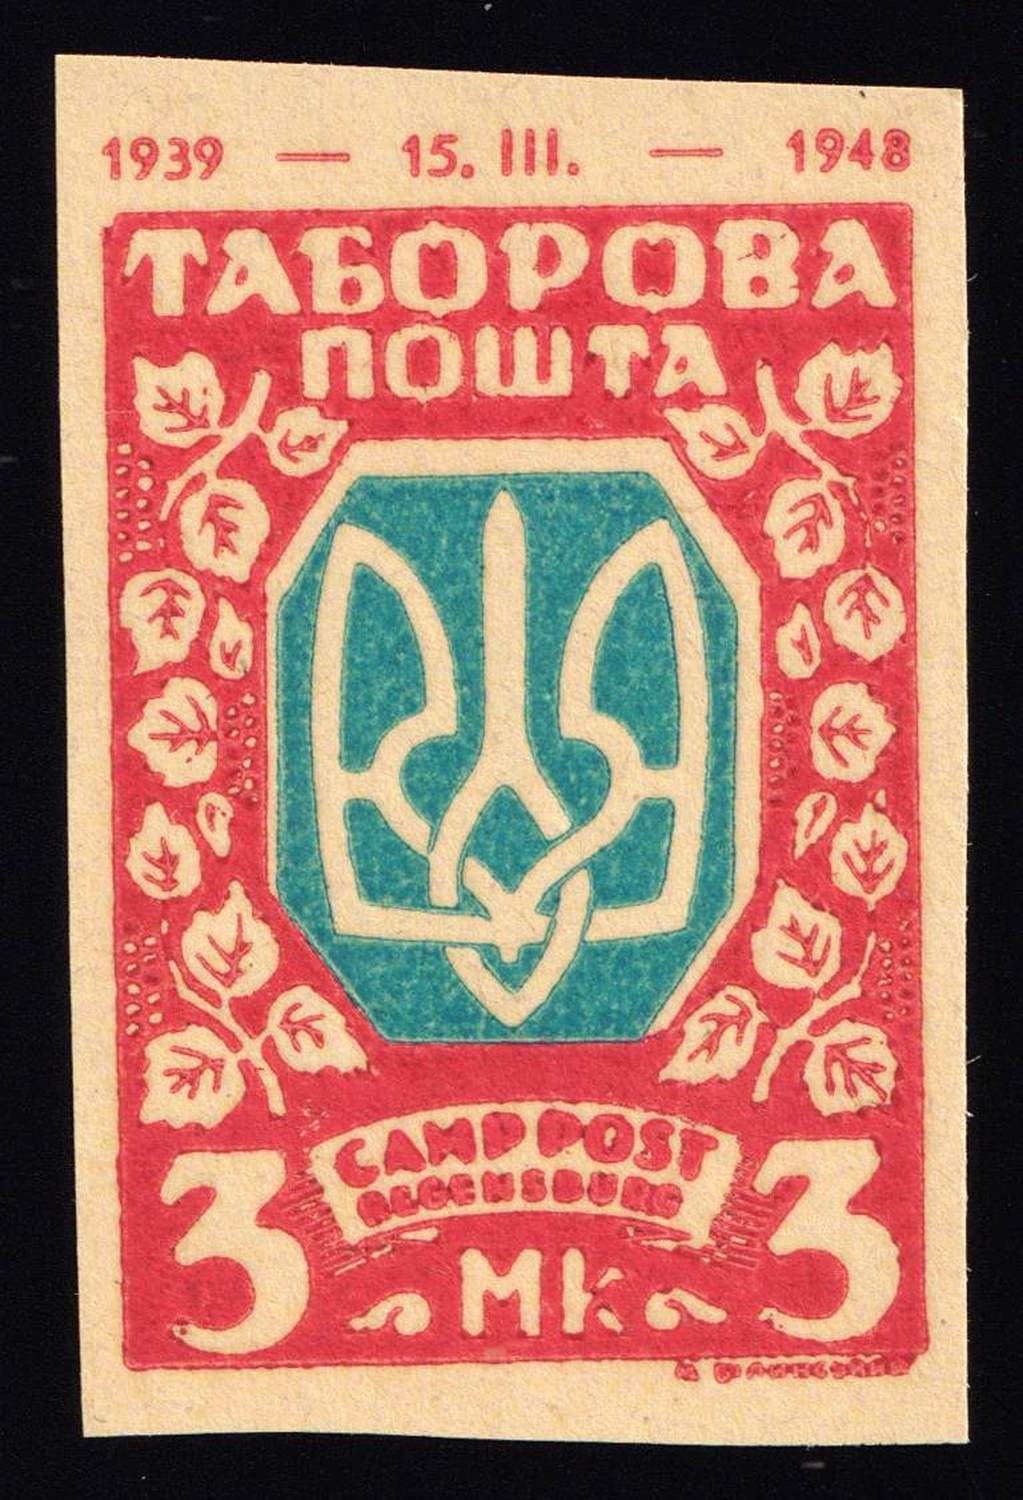 1939 — 15. III. — 1948
ТАБОРОВА
ПОШТА
CAMP POST
REGENSBURG
3 МК 3